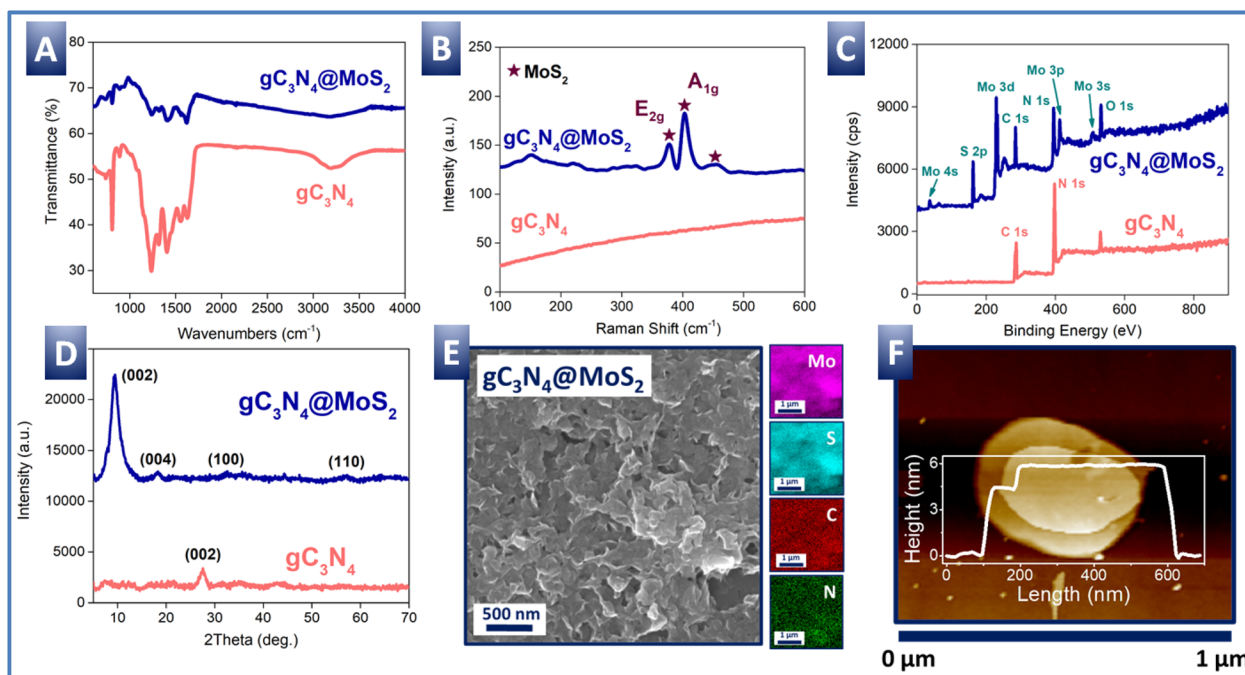 A
Transmittance (%)
70
60
50
40
30
gC₃N₄@MoS₂
gC₃N₄
1000 1500 2000 2500 3000 3500 4000
Wavenumbers (cm⁻¹)
B
Intensity (a.u.)
250
200
150
100
50
0
★ MoS₂
A₁g
E₂g
gC₃N₄@MoS₂
gC₃N₄
100 200 300 400 500 600
Raman Shift (cm⁻¹)
C
Intensity (cps)
12000
9000
6000
3000
0
Mo 3d
C 1s
N 1s
Mo 3p
Mo 3s
O 1s
S 2p
Mo 4s
gC₃N₄@MoS₂
N 1s
C 1s
gC₃N₄
0 200 400 600 800
Binding Energy (eV)
D
Intensity (a.u.)
20000
15000
10000
5000
0
(002)
gC₃N₄@MoS₂
(004)
(100)
(110)
(002)
gC₃N₄
10 20 30 40 50 60 70
2Theta (deg.)
E
gC₃N₄@MoS₂
500 nm
Mo
1 µm
S
1 µm
C
1 µm
N
1 µm
F
Height (nm)
6
3
0
0 200 400 600
Length (nm)
0 µm 1 µm